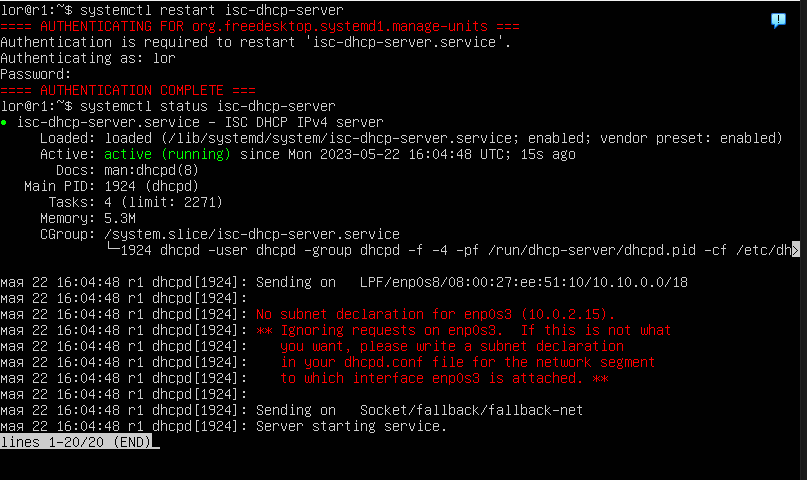 lor@r1:~$ systemctl restart isc-dhcp-server
==== AUTHENTICATING FOR org.freedesktop.systemd1.manage-units ===
Authentication is required to restart 'isc-dhcp-server.service'.
Authenticating as: lor
Password:
==== AUTHENTICATION COMPLETE ===
lor@r1:~$ systemctl status isc-dhcp-server
● isc-dhcp-server.service - ISC DHCP IPv4 server
Loaded: loaded (/lib/systemd/system/isc-dhcp-server.service; enabled; vendor preset: enabled)
Active: active (running) since Mon 2023-05-22 16:04:48 UTC; 15s ago
Docs: man:dhcpd(8)
Main PID: 1924 (dhcpd)
Tasks: 4 (limit: 2271)
Memory: 5.3M
CGroup: /system.slice/isc-dhcp-server.service
└─1924 dhcpd -user dhcpd -group dhcpd -f -4 -pf /run/dhcp-server/dhcpd.pid -cf /etc/dh>
мая 22 16:04:48 r1 dhcpd[1924]: Sending on   LPF/enp0s8/08:00:27:ee:51:10/10.10.0.0/18
мая 22 16:04:48 r1 dhcpd[1924]:
мая 22 16:04:48 r1 dhcpd[1924]: No subnet declaration for enp0s3 (10.0.2.15).
мая 22 16:04:48 r1 dhcpd[1924]: ** Ignoring requests on enp0s3.  If this is not what
мая 22 16:04:48 r1 dhcpd[1924]:    you want, please write a subnet declaration
мая 22 16:04:48 r1 dhcpd[1924]:    in your dhcpd.conf file for the network segment
мая 22 16:04:48 r1 dhcpd[1924]:    to which interface enp0s3 is attached. **
мая 22 16:04:48 r1 dhcpd[1924]:
мая 22 16:04:48 r1 dhcpd[1924]: Sending on   Socket/fallback/fallback-net
мая 22 16:04:48 r1 dhcpd[1924]: Server starting service.
lines 1-20/20 (END)